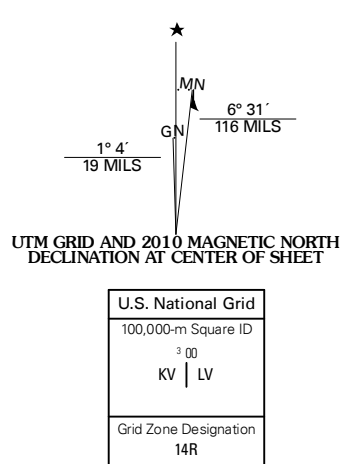 ★
MN
GN
6° 31´
116 MILS
1° 4´
19 MILS
UTM GRID AND 2010 MAGNETIC NORTH
DECLINATION AT CENTER OF SHEET
U.S. National Grid
100,000-m Square ID
3 00
KV | LV
Grid Zone Designation
14R